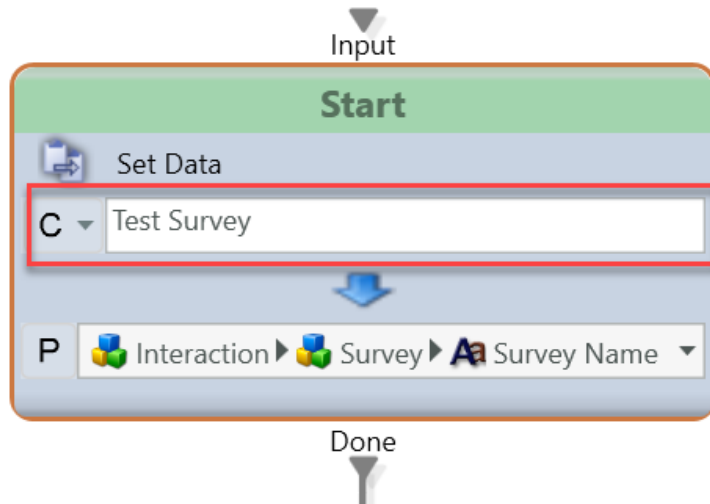 Input
Start
Set Data
C Test Survey
P Interaction Survey Aa Survey Name
Done